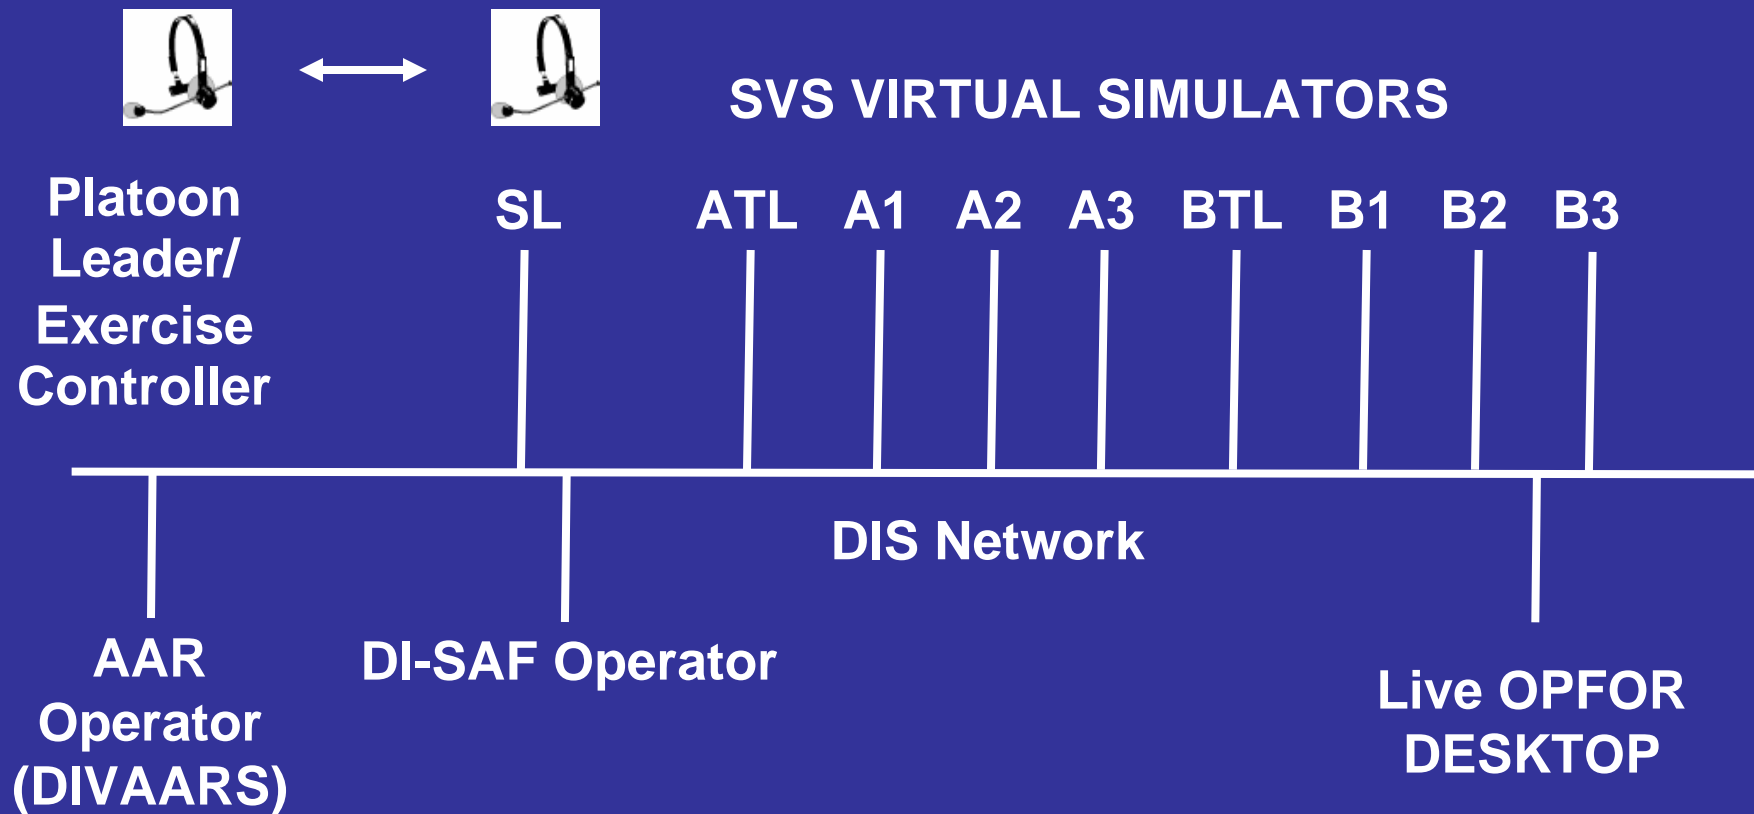 SVS VIRTUAL SIMULATORS
Platoon
Leader/
Exercise
Controller
SL
ATL
A1
A2
A3
BTL
B1
B2
B3
DIS Network
AAR
Operator
(DIVAARS)
DI-SAF Operator
Live OPFOR
DESKTOP